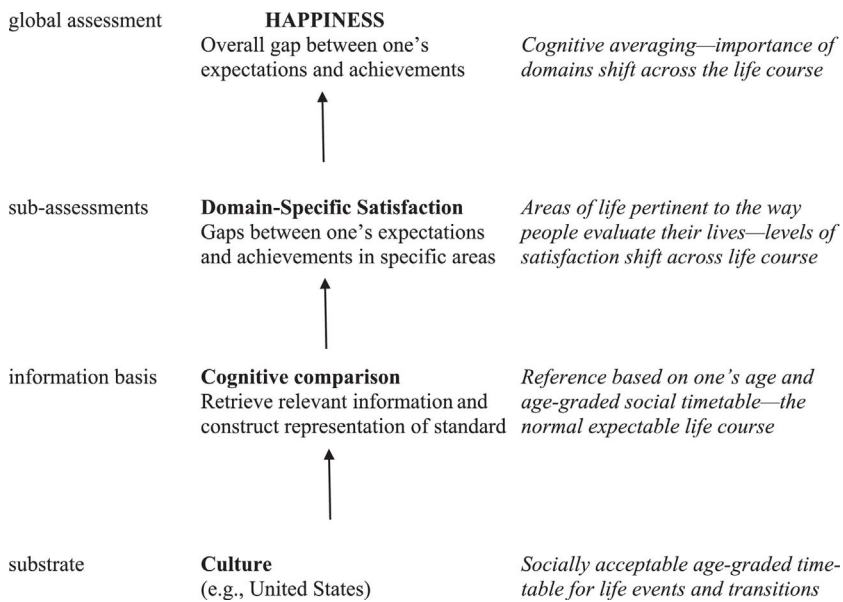 global assessment
HAPPINESS
Overall gap between one’s
expectations and achievements
Cognitive averaging—importance of
domains shift across the life course
sub-assessments
Domain-Specific Satisfaction
Gaps between one’s expectations
and achievements in specific areas
Areas of life pertinent to the way
people evaluate their lives—levels of
satisfaction shift across life course
information basis
Cognitive comparison
Retrieve relevant information and
construct representation of standard
Reference based on one’s age and
age-graded social timetable—the
normal expectable life course
substrate
Culture
(e.g., United States)
Socially acceptable age-graded time-
table for life events and transitions